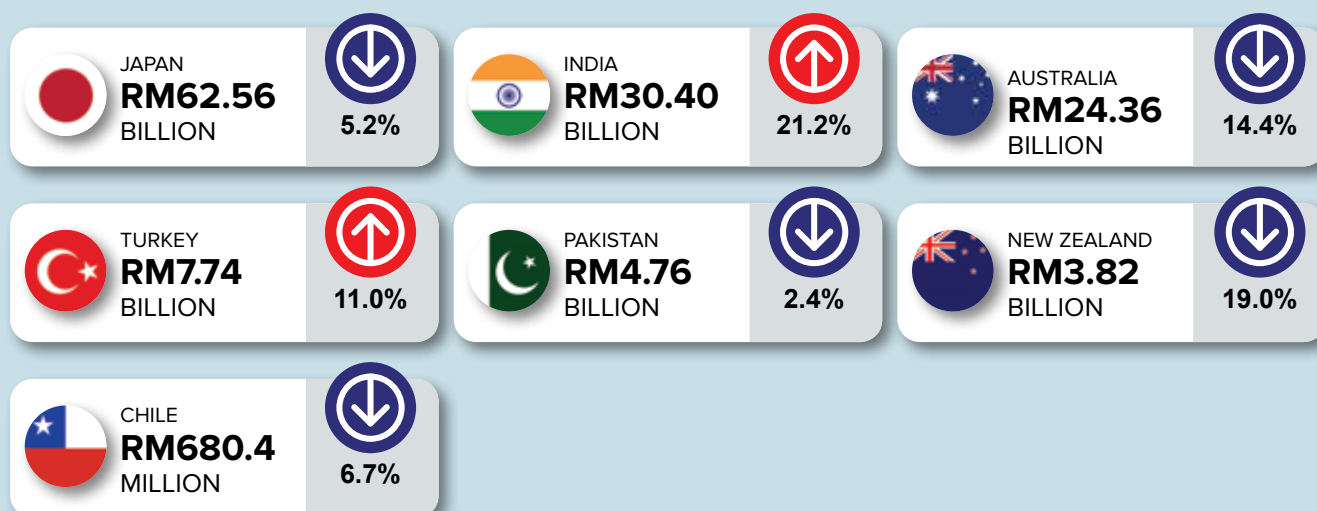 JAPAN
RM62.56
BILLION
5.2%
INDIA
RM30.40
BILLION
21.2%
AUSTRALIA
RM24.36
BILLION
14.4%
TURKEY
RM7.74
BILLION
11.0%
PAKISTAN
RM4.76
BILLION
2.4%
NEW ZEALAND
RM3.82
BILLION
19.0%
CHILE
RM680.4
MILLION
6.7%